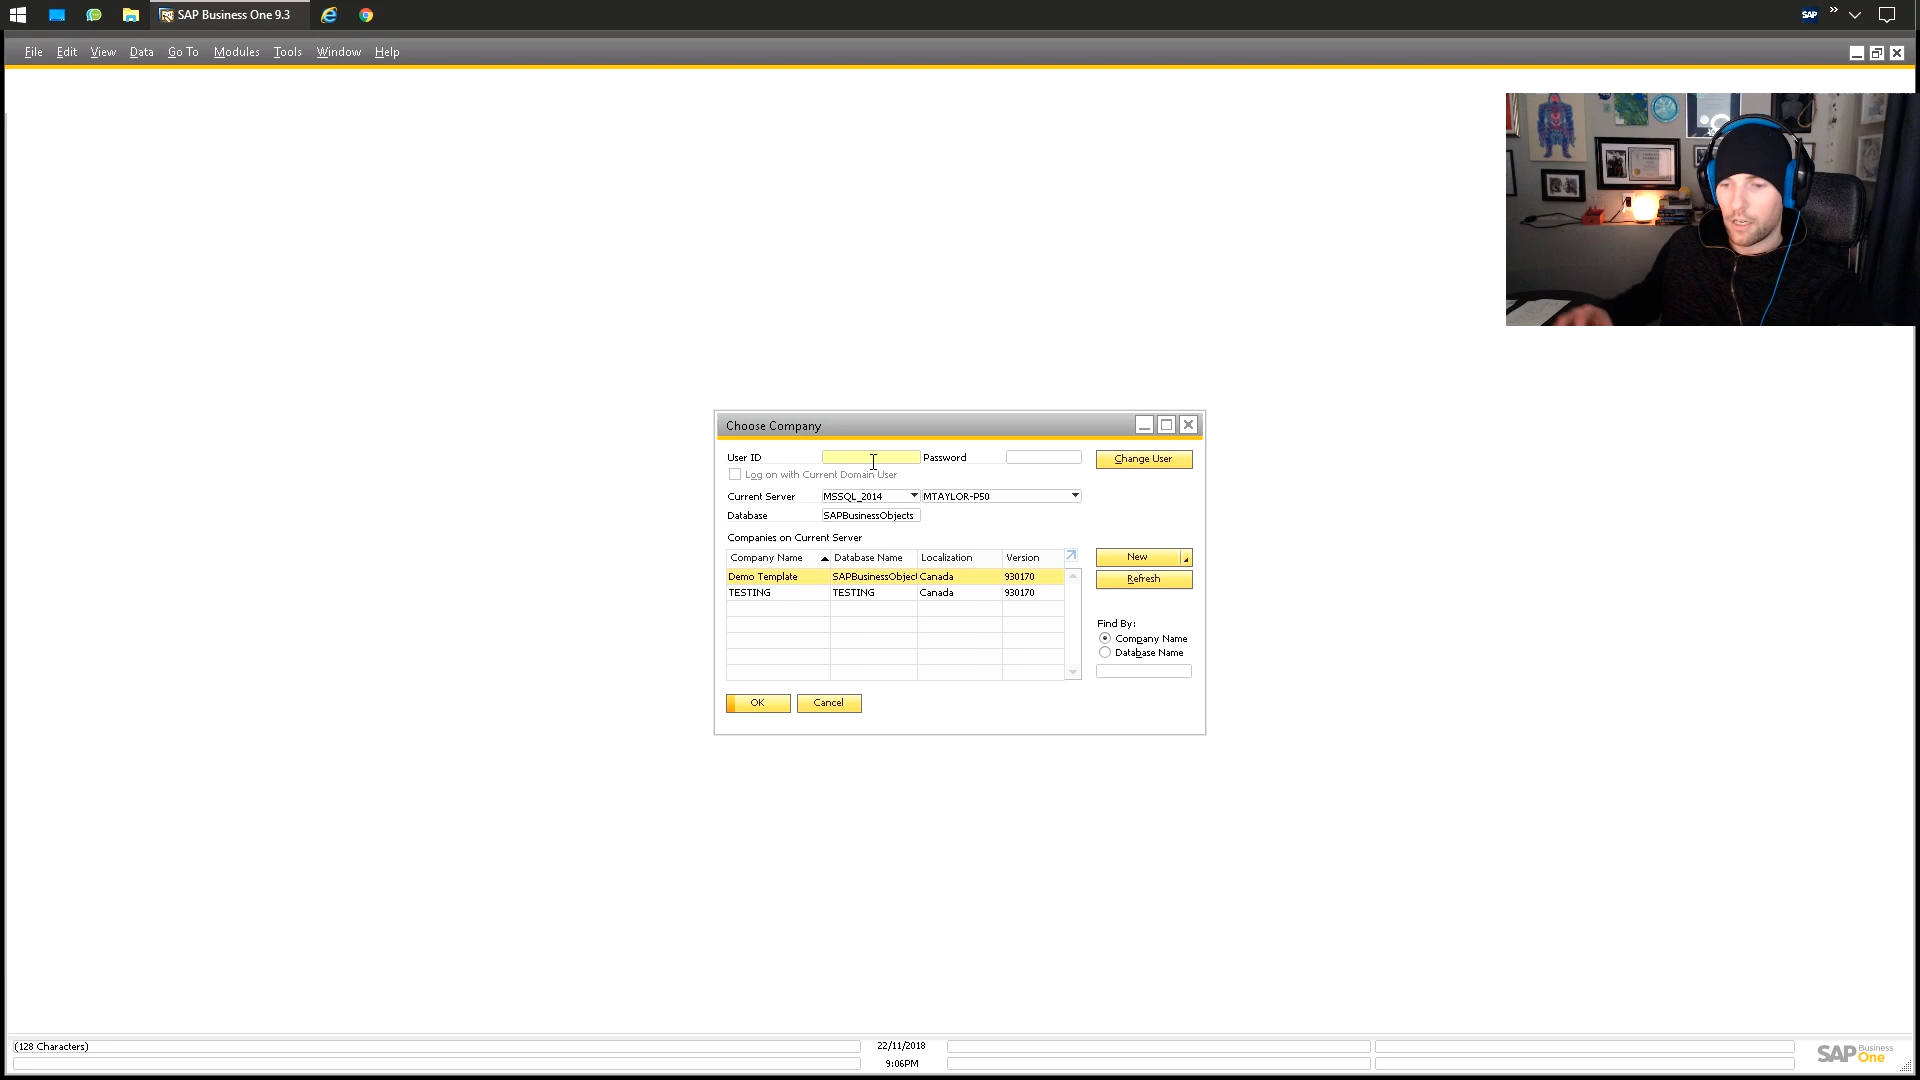 SAP Business One 9.3
SAP
File Edit View Data Go To Modules Tools Window Help
Choose Company
User ID Password Change User
Log on with Current Domain User
Current Server MSSQL_2014 MTAYLOR-P50
Database SAPBusinessObjects
Companies on Current Server
Company Name Database Name Localization Version New
Demo Template SAPBusinessObject Canada 930170 Refresh
TESTING TESTING Canada 930170
Find By:
Company Name
Database Name
OK Cancel
(128 Characters) 22/11/2018
9:06PM
SAP Business One